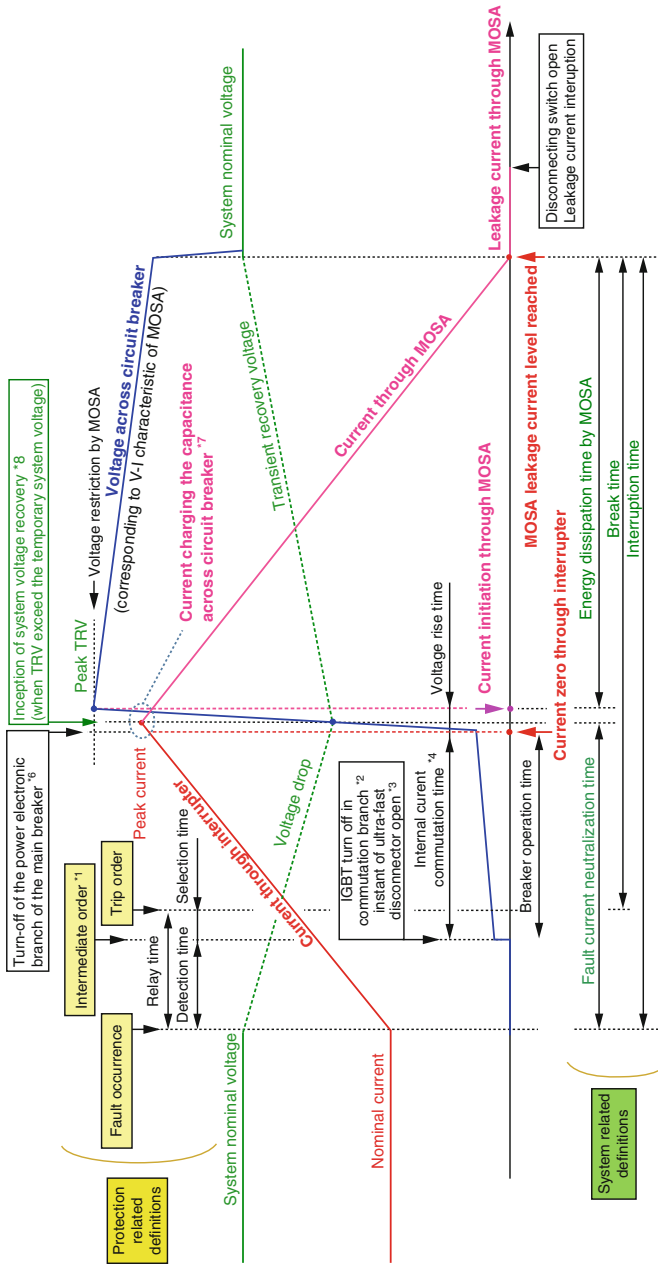 Turn-off of the power electronic
branch of the main breaker *6
Inception of system voltage recovery *8
(when TRV exceed the temporary system voltage)
Protection
related
definitions
Fault occurrence
Intermediate order *1
Trip order
Relay time
Detection time
Selection time
Peak TRV
Voltage restriction by MOSA
Voltage across circuit breaker
(corresponding to V-I characteristic of MOSA)
Peak current
Current charging the capacitance
across circuit breaker *7
System nominal voltage
Voltage drop
Transient recovery voltage
System nominal voltage
Nominal current
Current through interrupter
Current through MOSA
IGBT turn off in
commutation branch *2
instant of ultra-fast
disconnector open *3
Internal curent
commutation time *4
Voltage rise time
Breaker operation time
Current initiation through MOSA
Leakage current through MOSA
Current zero through interrupter
MOSA leakage current level reached
Disconnecting switch open
Leakage current interuption
System related
definitions
Fault current neutralization time
Energy dissipation time by MOSA
Break time
Interruption time